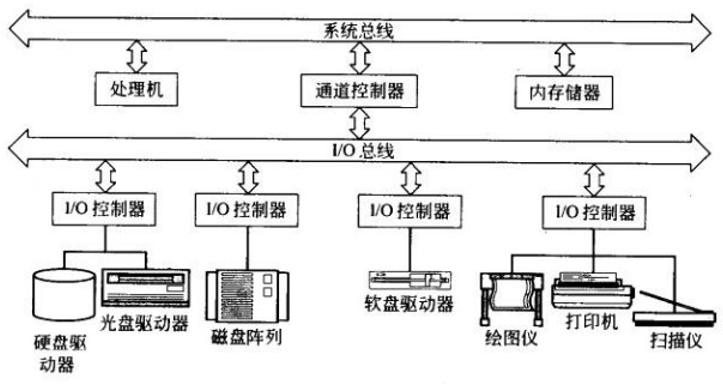 系统总线
处理机
通道控制器
内存储器
I/O 总线
I/O 控制器
I/O 控制器
I/O 控制器
I/O 控制器
硬盘驱
动器
光盘驱动器
磁盘阵列
软盘驱动器
绘图仪
打印机
扫描仪